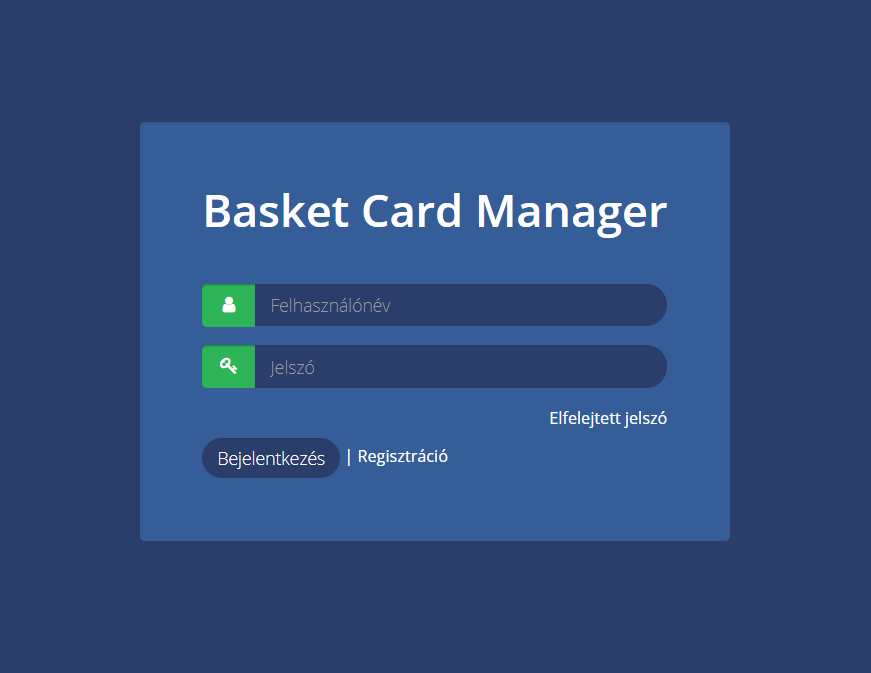 Basket Card Manager
Felhasználónév
Jelszó
Elfelejtett jelszó
Bejelentkezés | Regisztráció